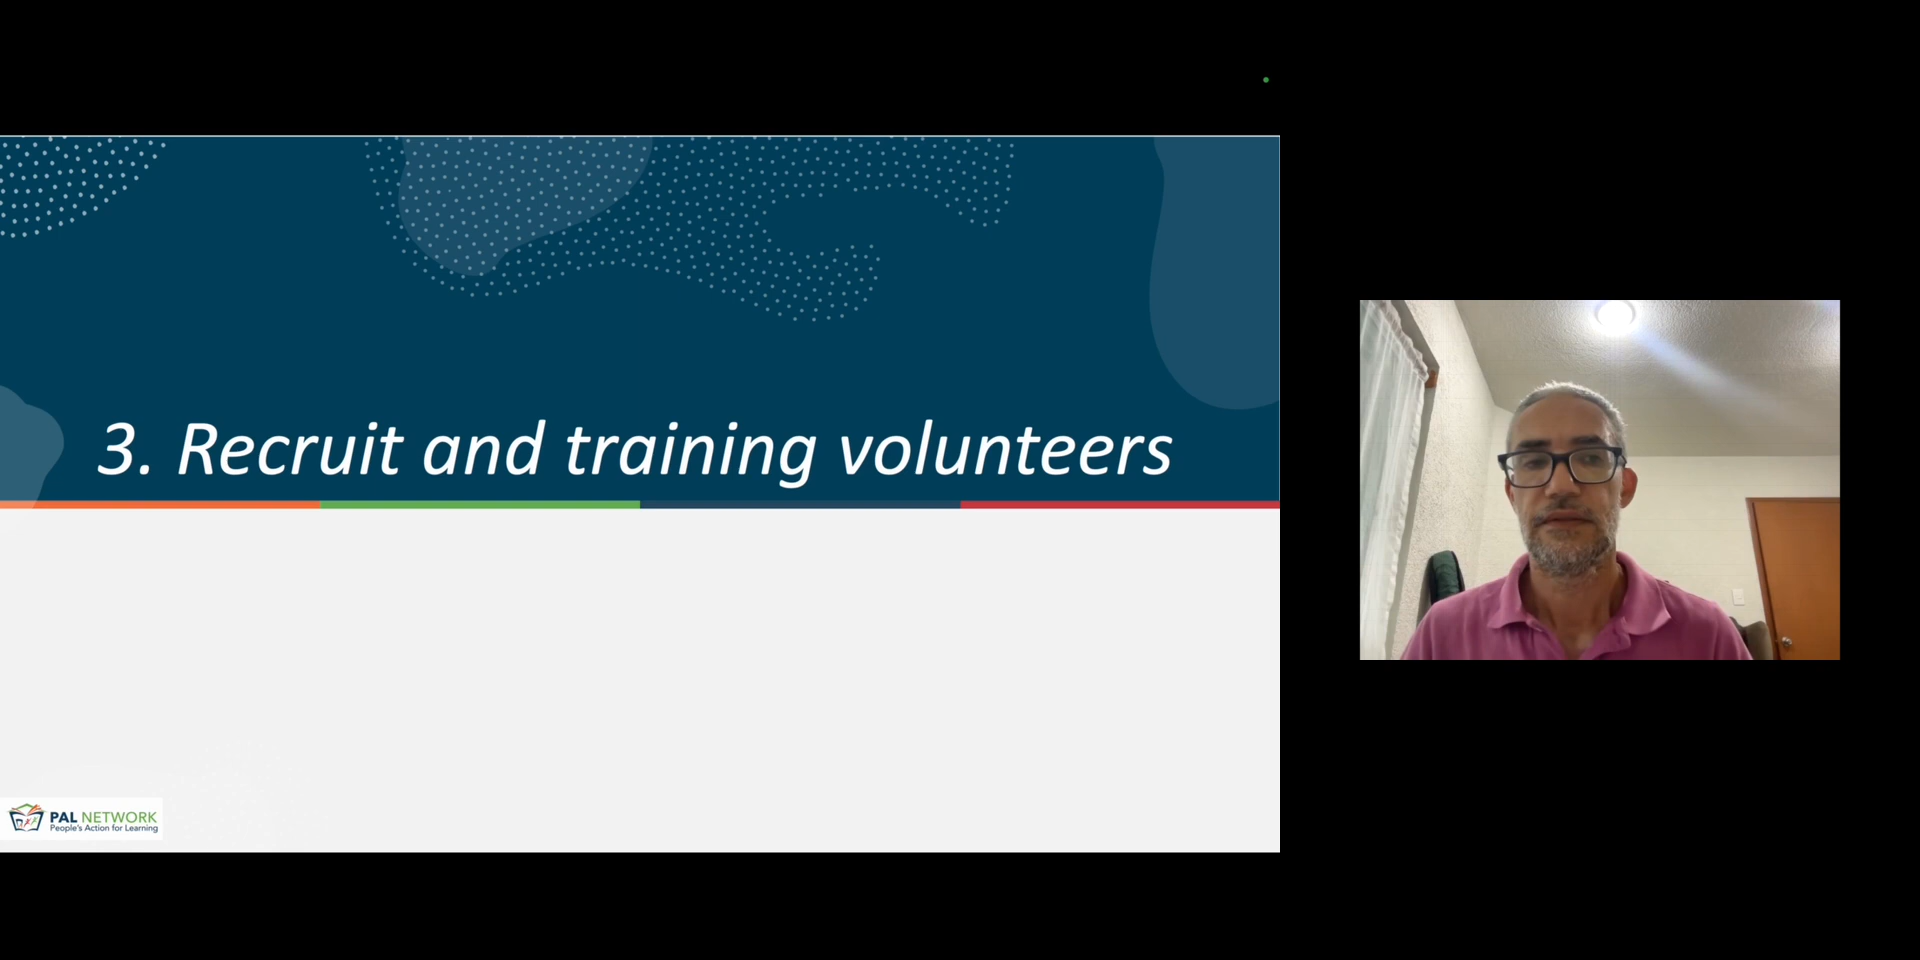 3. Recruit and training volunteers
PAL NETWORK
People's Action for Learning